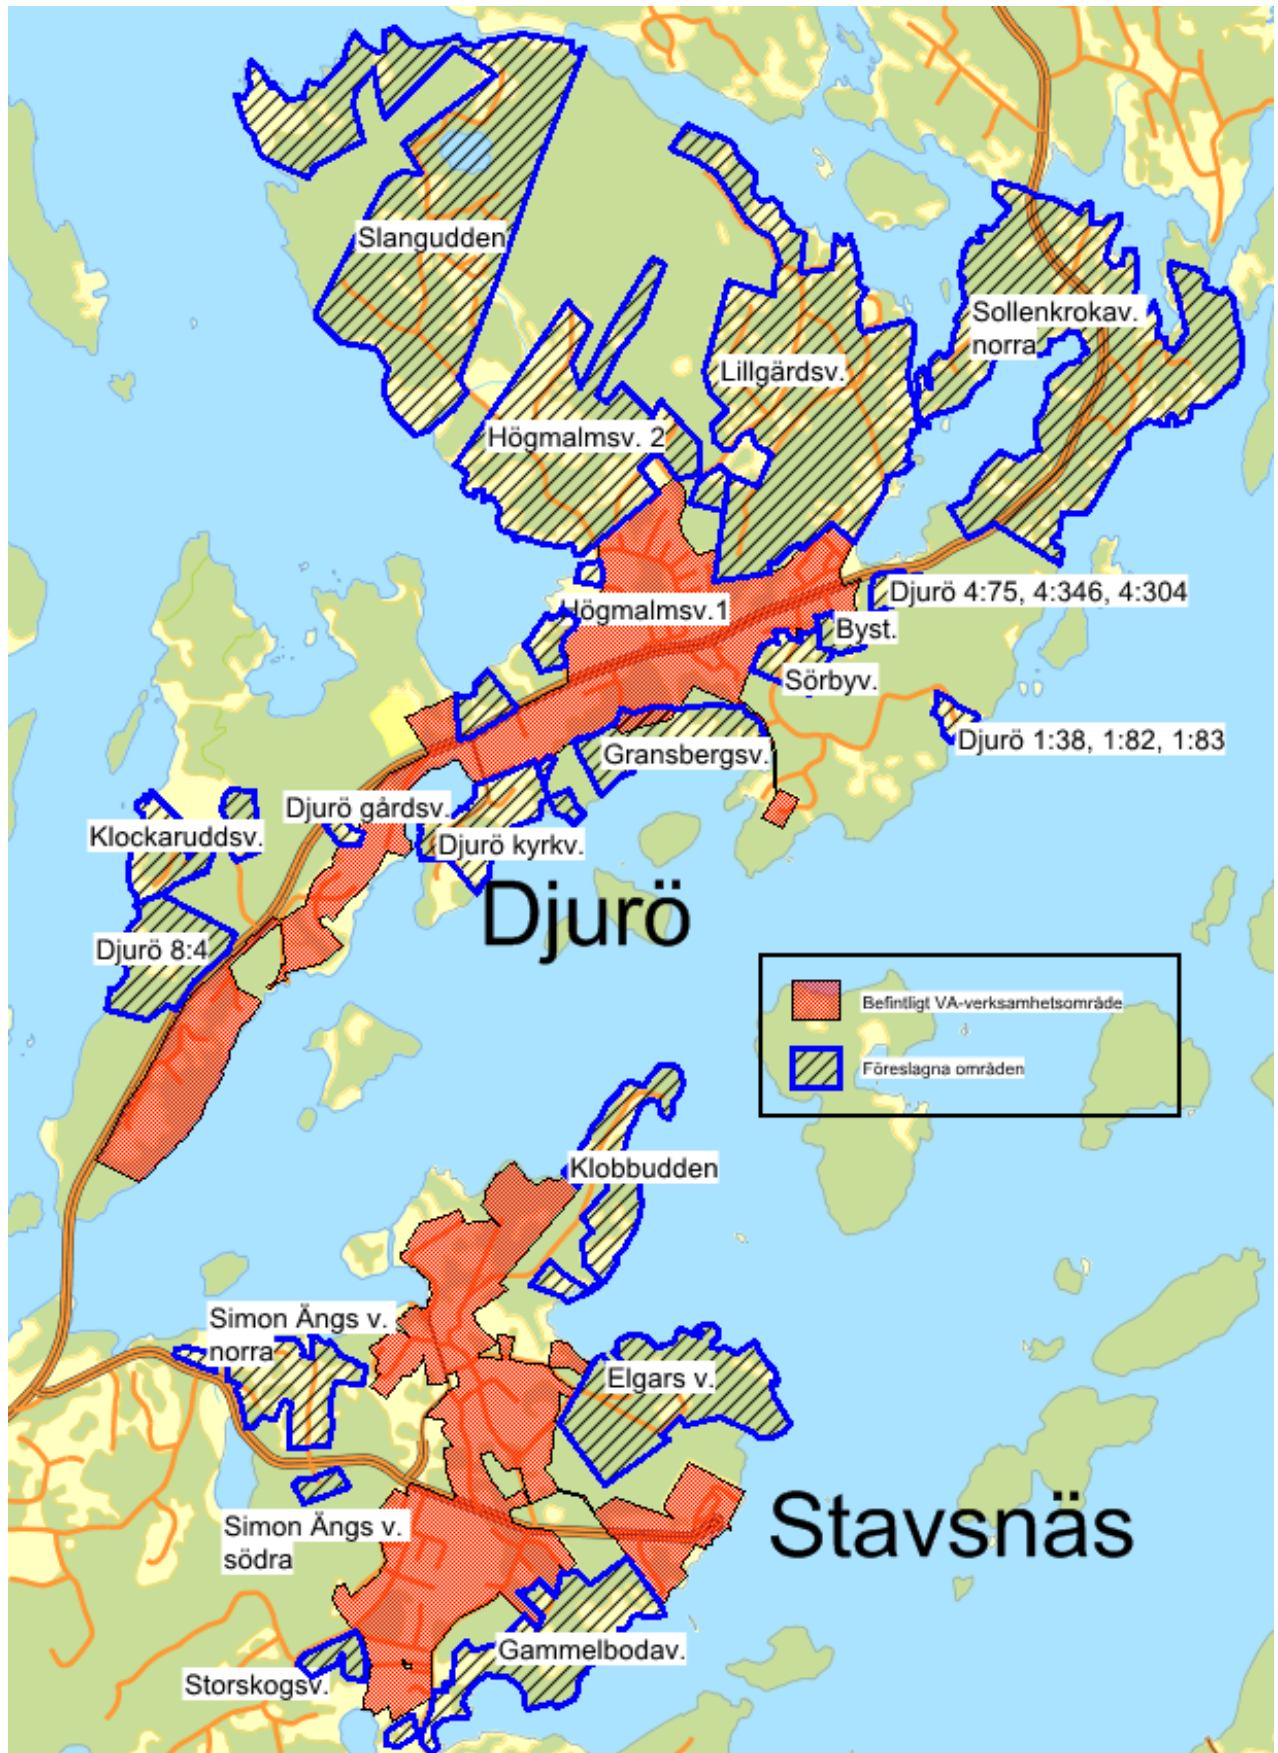 Slangudden
Sollenkrokav.
norra
Lillgärdsv.
Högmalmsv. 2
Djurö 4:75, 4:346, 4:304
Högmalmsv.1
Byst.
Sörbyv.
Djurö 1:38, 1:82, 1:83
Gransbergsv.
Djurö gårdsv.
Klockaruddsv.
Djurö kyrkv.
Djurö
Djurö 8:4
Befintligt VA-verksamhetsområde
Föreslagna områden
Klobbudden
Simon Ängs v.
norra
Elgars v.
Stavsnäs
Simon Ängs v.
södra
Gammelbodav.
Storskogsv.